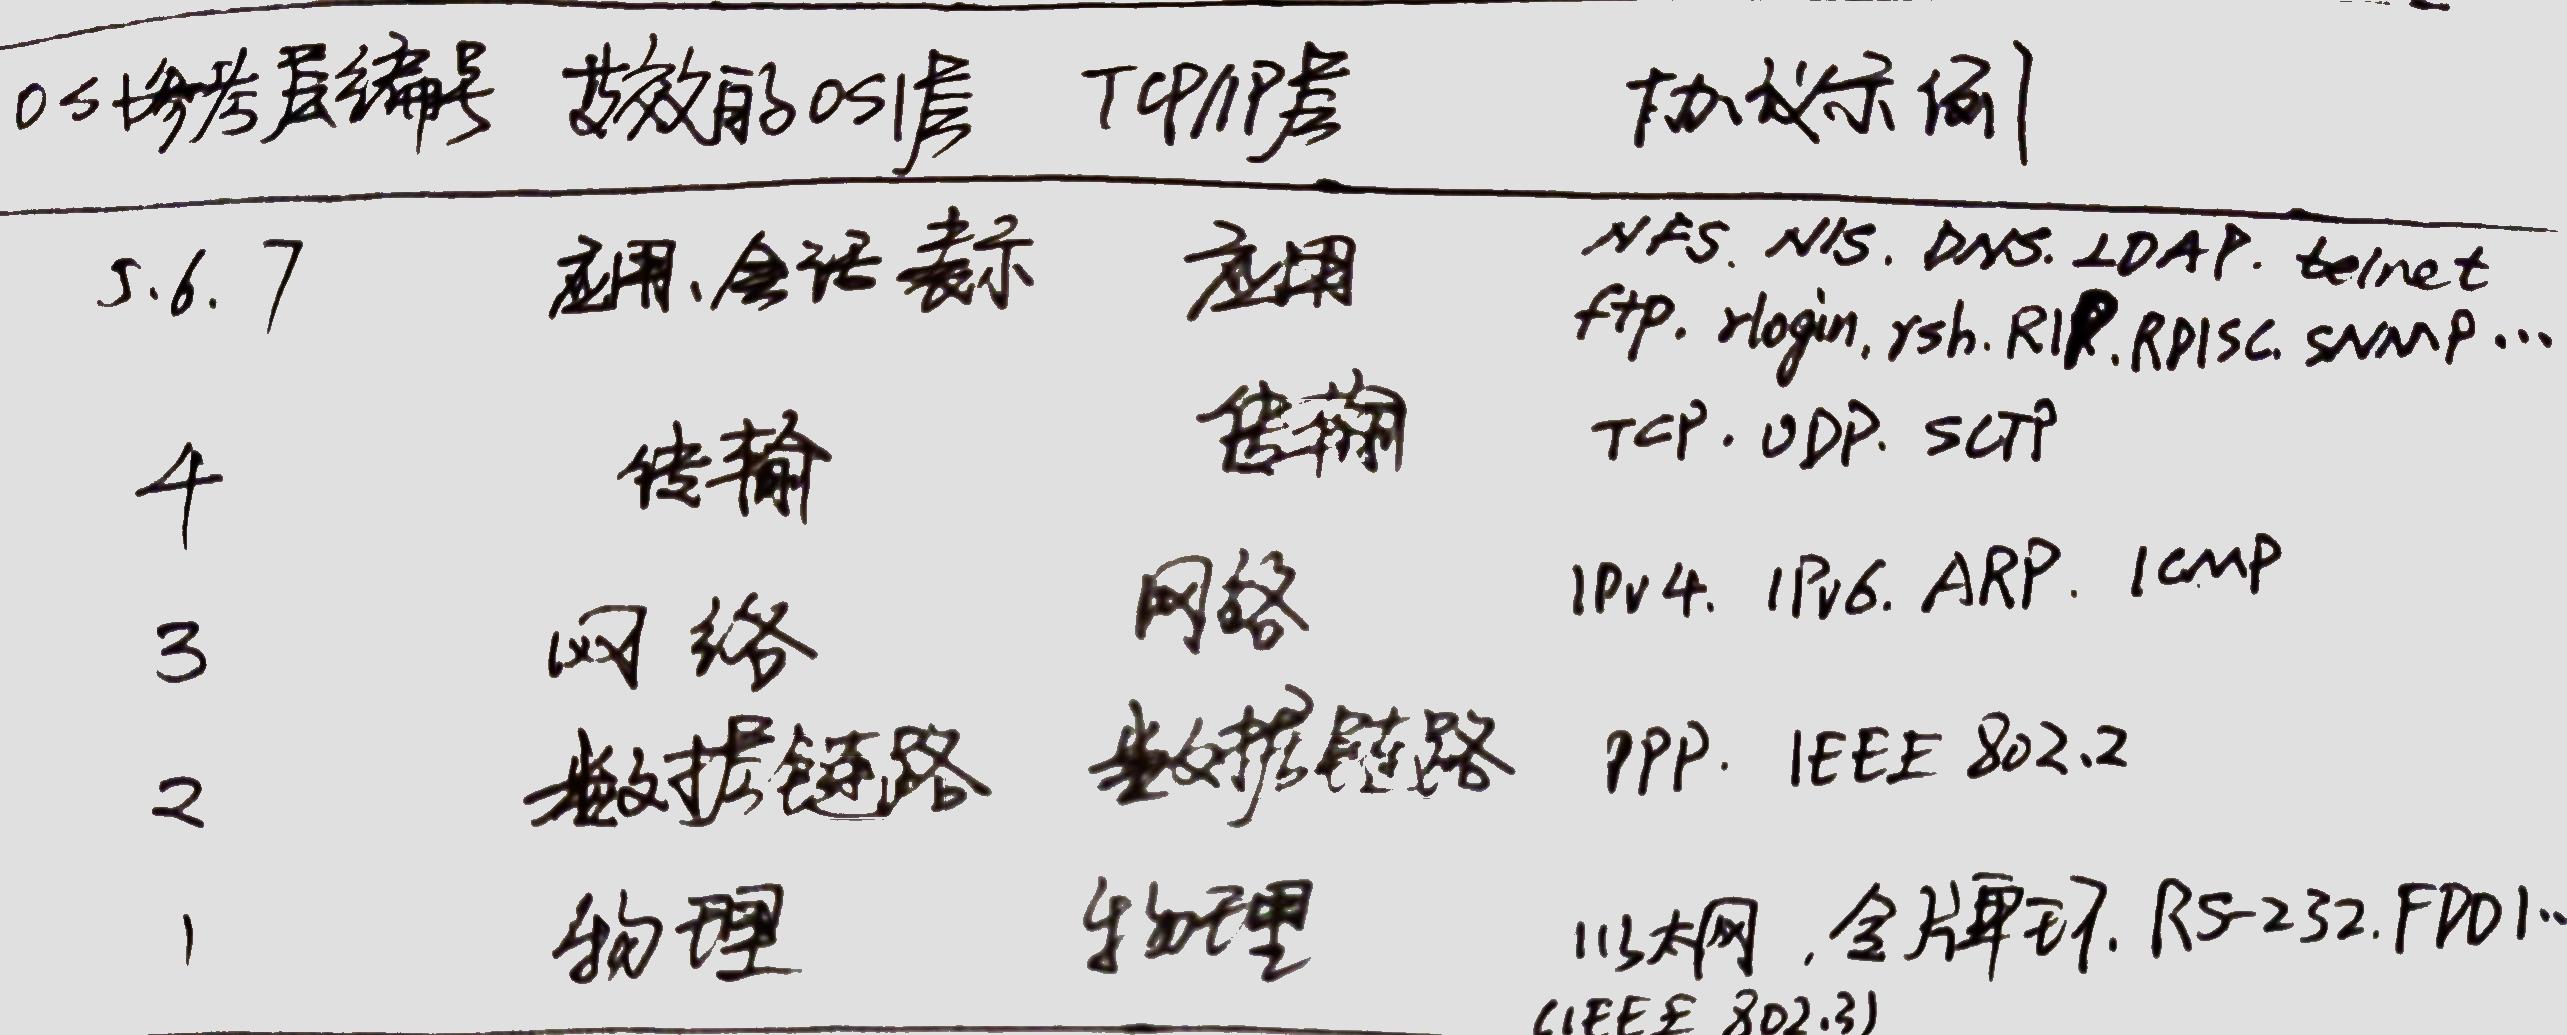 OSI参考层编号 等效的OSI层 TCP/IP层 协议示例
5.6.7 应用、会话 表示 应用 NFS. NIS. DNS. LDAP. telnet
ftp. rlogin. rsh. RIP. RDISC. SNMP...
4 传输 传输 TCP. UDP. SCTP
3 网络 网络 IPv4. IPv6. ARP. ICMP
2 数据链路 数据链路 PPP. IEEE 802.2
1 物理 物理 以太网, 令牌环. RS-232. FDDI...
(IEEE 802.3)